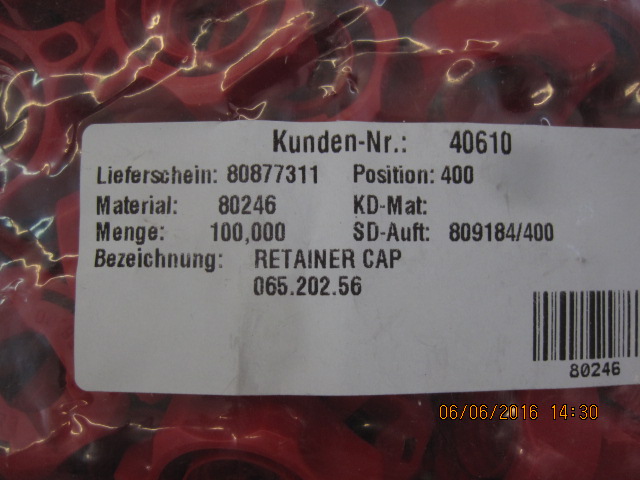 Kunden-Nr.: 40610
Lieferschein: 80877311 Position: 400
Material: 80246 KD-Mat:
Menge: 100,000 SD-Auft: 809184/400
Bezeichnung: RETAINER CAP
065.202.56
80246
06/06/2016 14:30